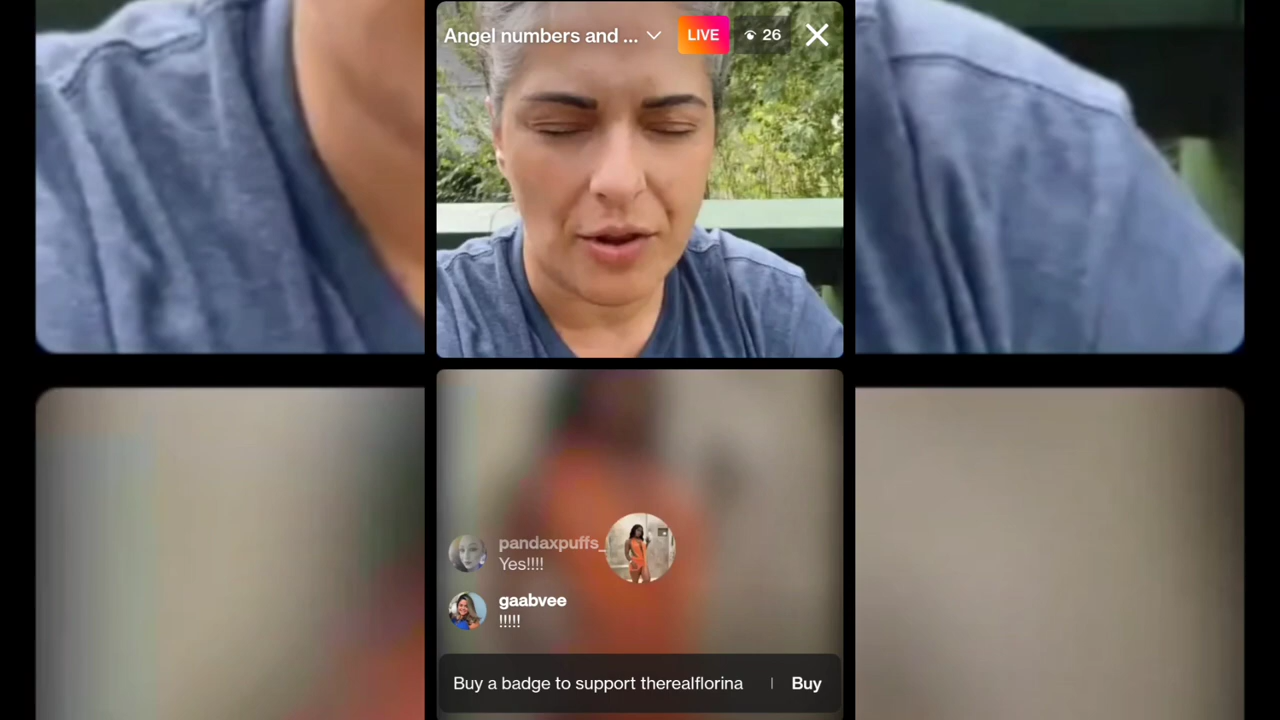 Angel numbers and ...
LIVE
26
pandaxpuffs_
Yes!!!!
gaabvee
!!!!!
Buy a badge to support therealflorina
Buy